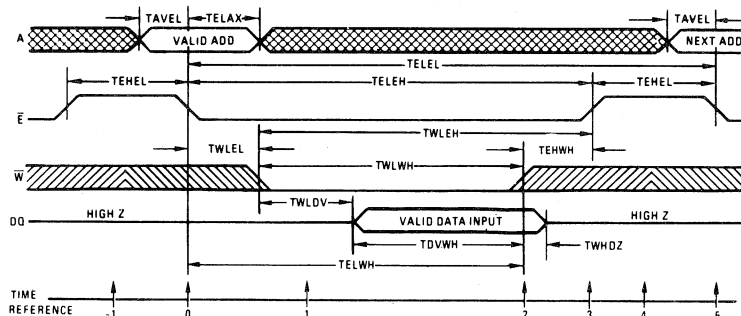 TAVEL TELAX TAVEL
A VALID ADD NEXT ADD
TELEL
TEHEL TELEH TEHEL
E
TWLEH
TWLEL TEHWH
TWLWH
W
TWLDV
DQ HIGH Z VALID DATA INPUT HIGH Z
TDVWH TWHDZ
TELWH
TIME
REFERENCE -1 0 1 2 3 4 5